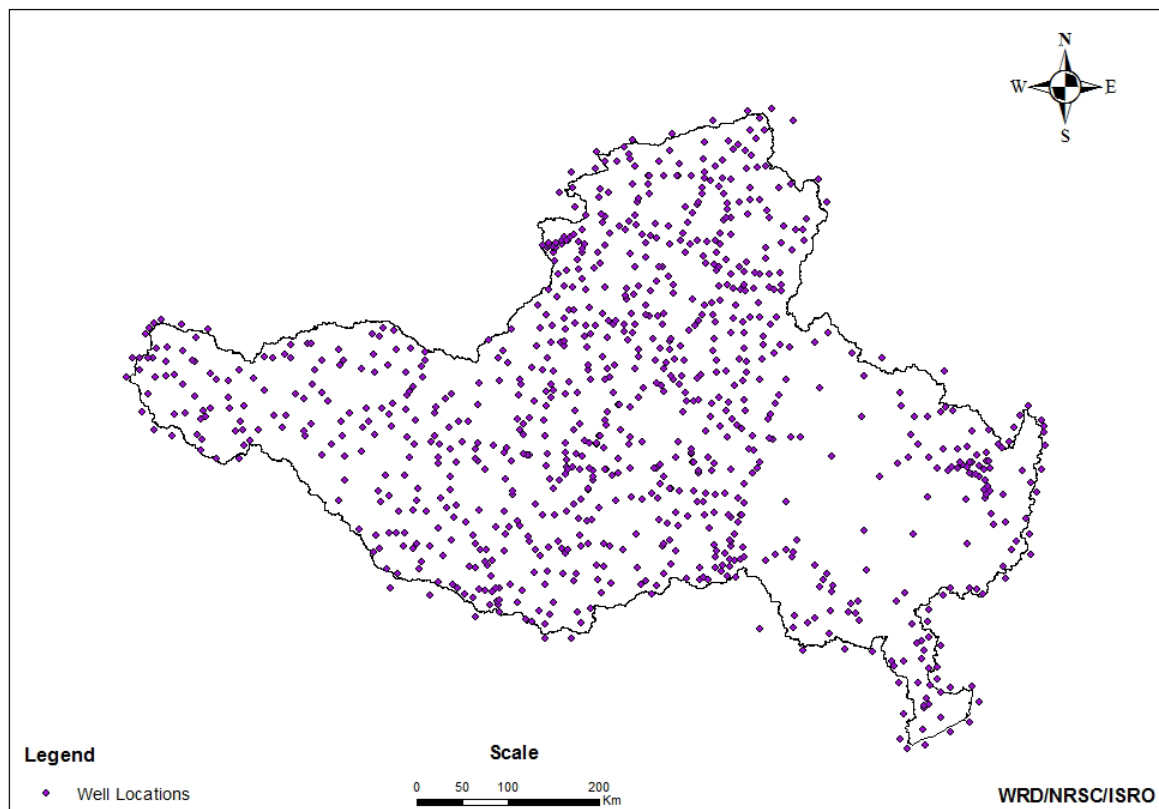 N
W E
S
Legend
Well Locations
Scale
0 50 100 200
Km
WRD/NRSC/ISRO